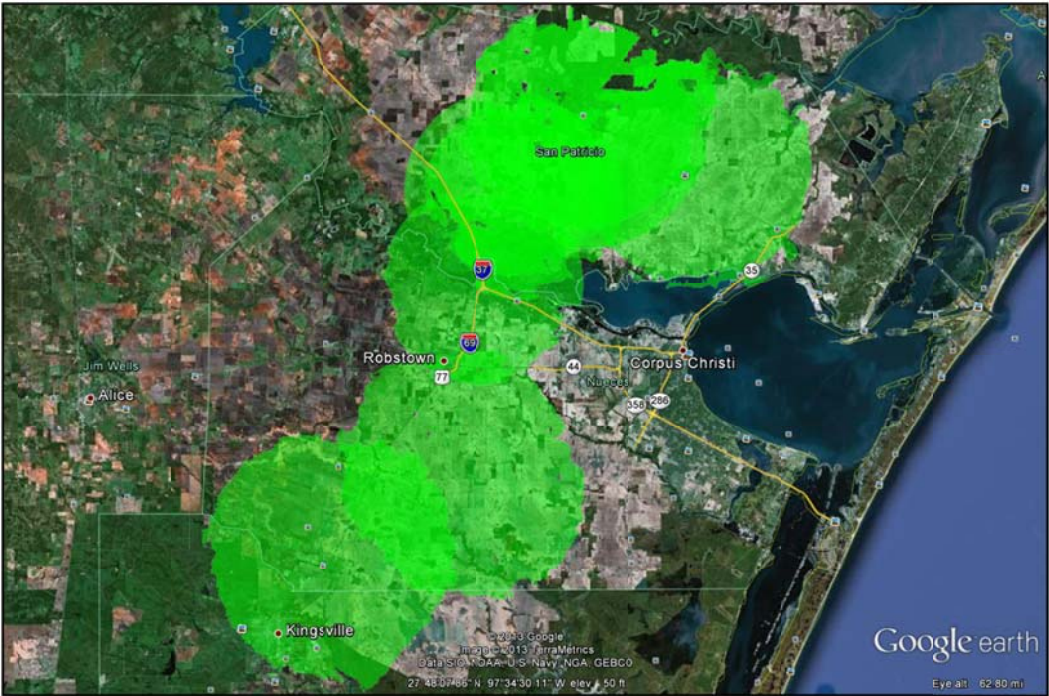 San Patricio
37
35
69
Robstown
77
44
Corpus Christi
Nueces
358
286
Jim Wells
Alice
Kingsville
© 2013 Google
Image © 2013 TerraMetrics
Data SIO, NOAA, U.S. Navy, NGA, GEBCO
27 48 07.86" N 97 34 30.11" W elev 50 ft
Google earth
Eye alt 62.80 mi